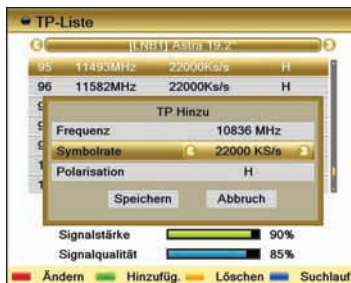 TP-Liste
[LNB1] Astra 19.2°
95 11493MHz 22000Ks/s H
96 11582MHz 22000Ks/s H
TP Hinzu
Frequenz 10836 MHz
Symbolrate 22000 KS/s
Polarisation H
Speichern Abbruch
Signalstärke 90%
Signalqualität 85%
Ändern Hinzufüg. Löschen Suchlauf